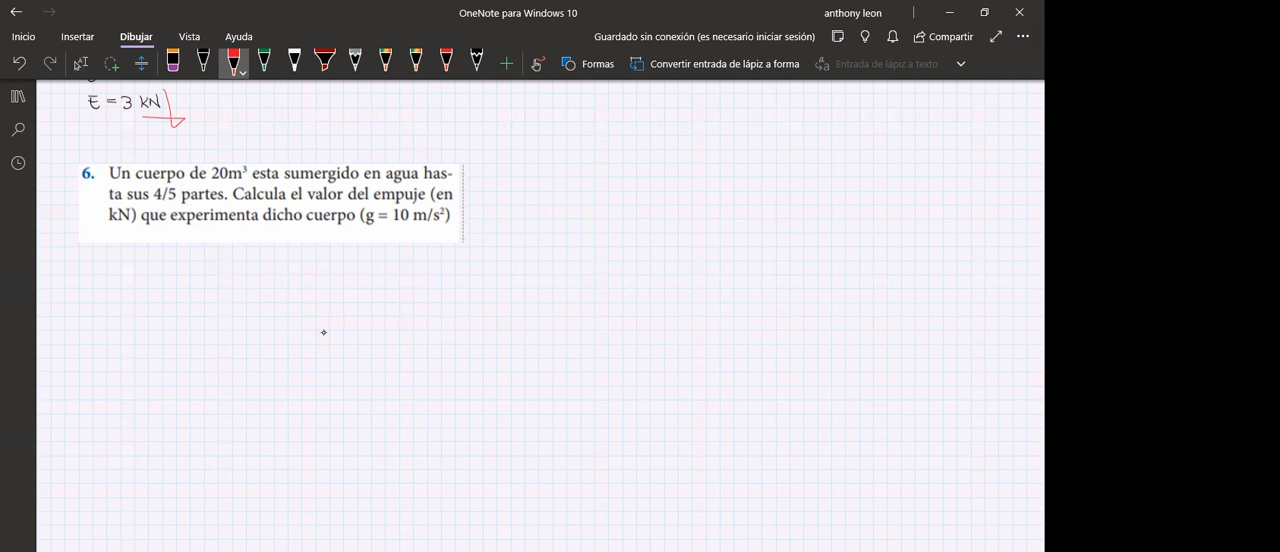 OneNote para Windows 10
anthony leon
Inicio
Insertar
Dibujar
Vista
Ayuda
Guardado sin conexión (es necesario iniciar sesión)
Compartir
Formas
Convertir entrada de lápiz a forma
Entrada de lápiz a texto
E = 3 kN
6. Un cuerpo de 20m³ esta sumergido en agua has-
ta sus 4/5 partes. Calcula el valor del empuje (en
kN) que experimenta dicho cuerpo (g = 10 m/s²)